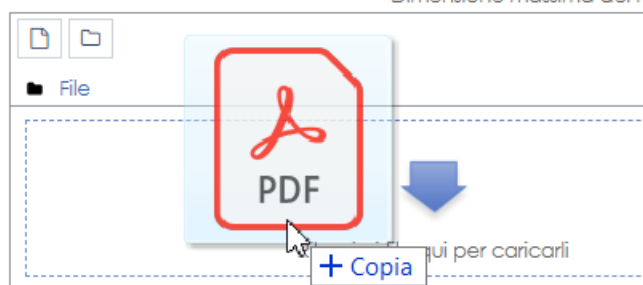 Dimensione massima dei
File
PDF
qui per caricarli
+ Copia